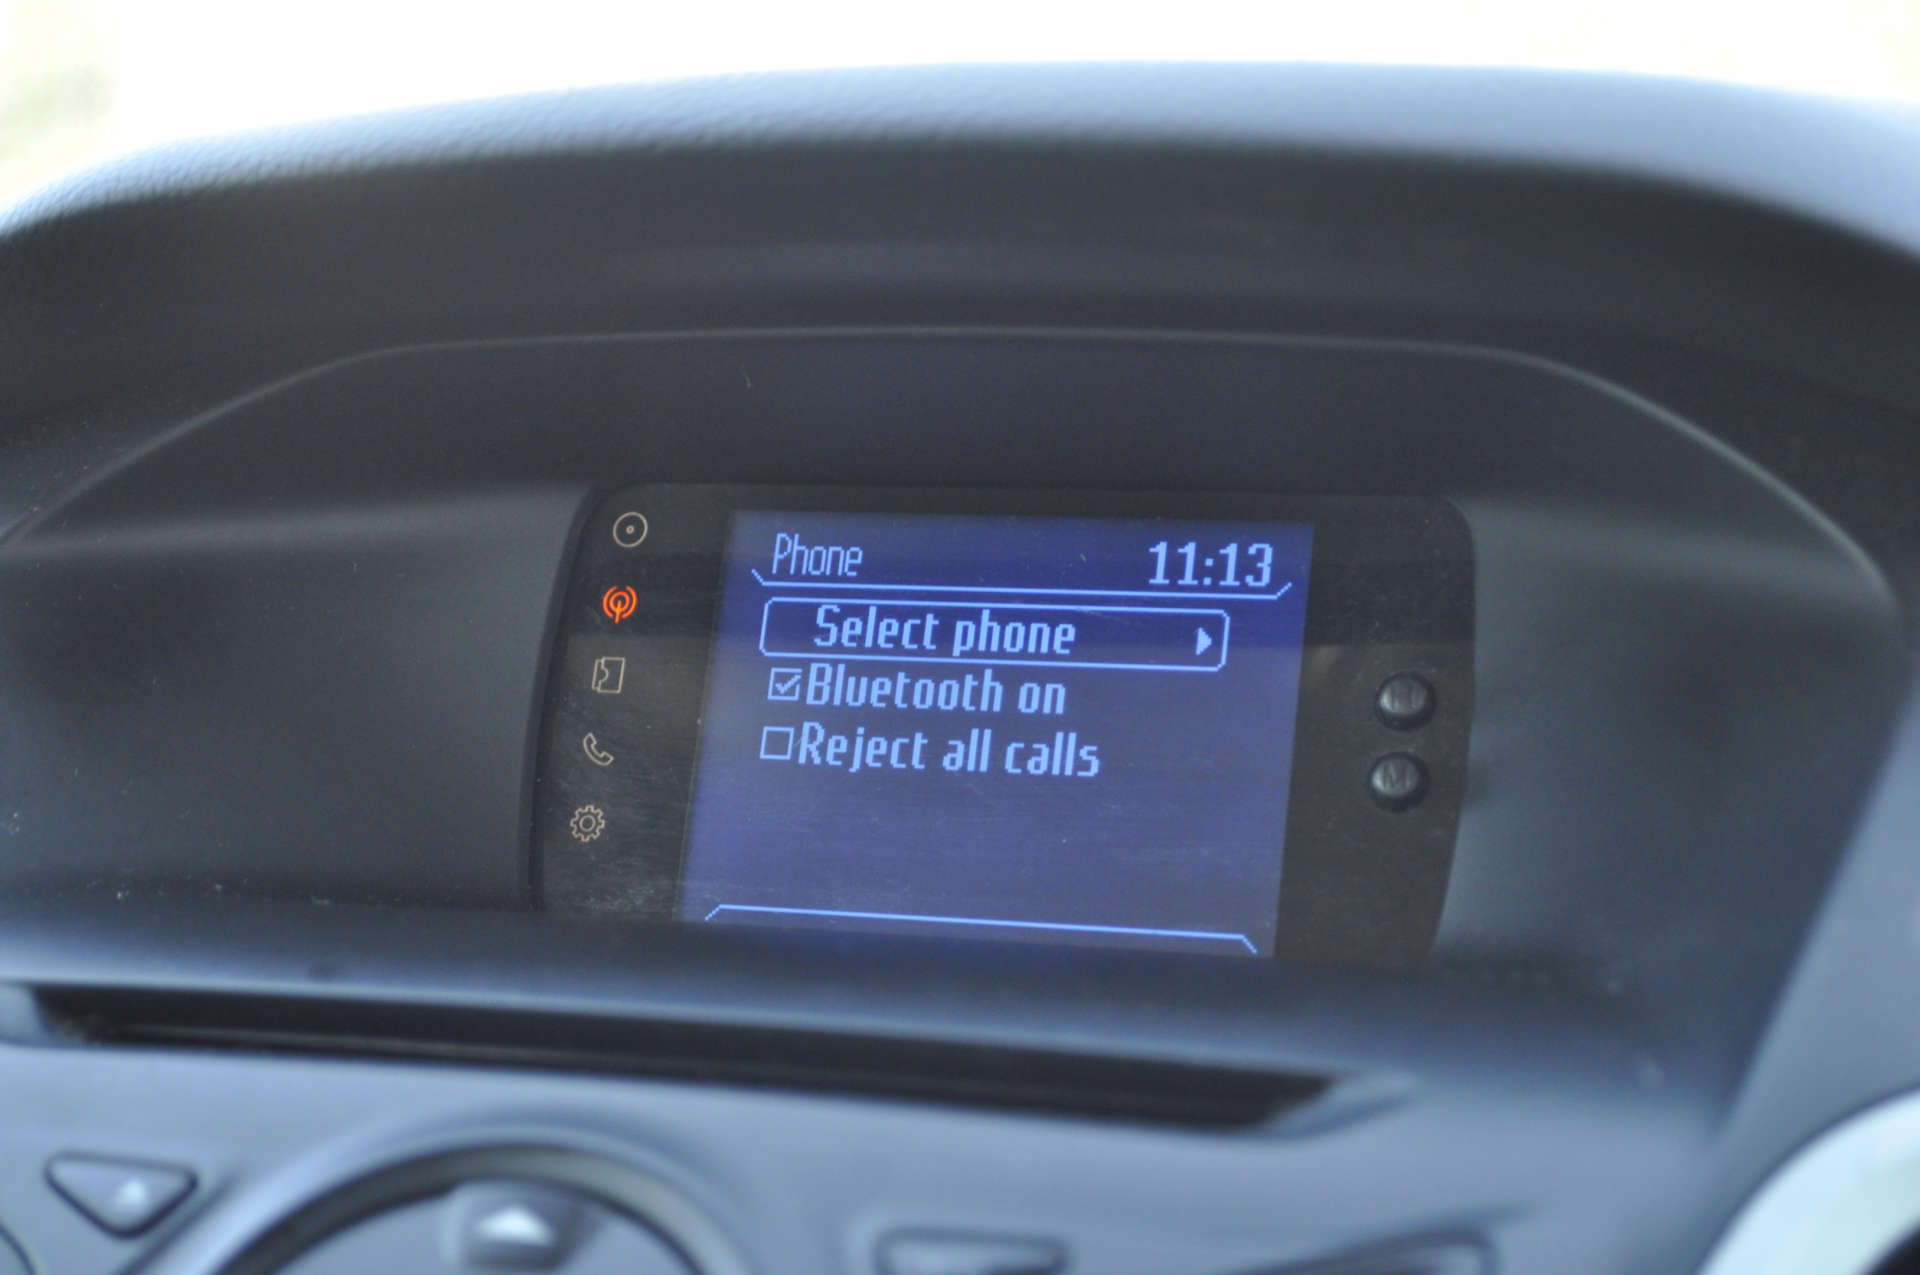 Phone 11:13
Select phone
Bluetooth on
Reject all calls
H
M